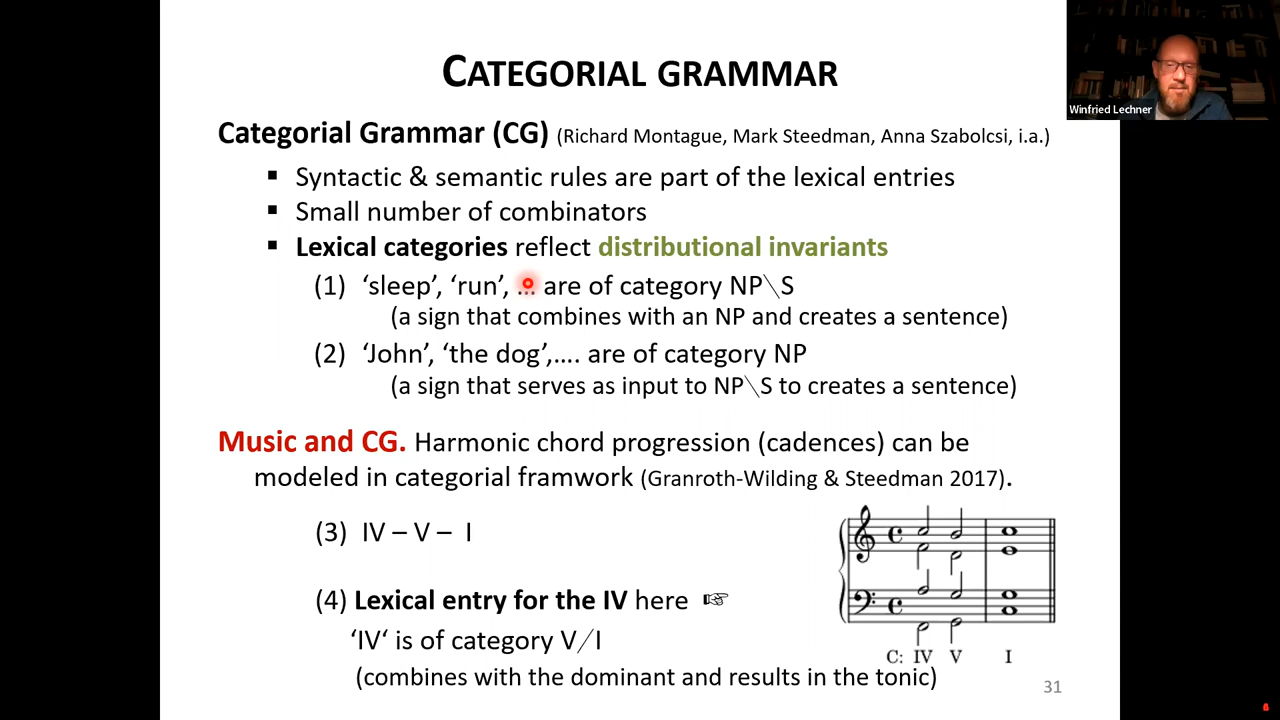 CATEGORIAL GRAMMAR
Winfried Lechner
Categorial Grammar (CG) (Richard Montague, Mark Steedman, Anna Szabolcsi, i.a.)
▪ Syntactic & semantic rules are part of the lexical entries
▪ Small number of combinators
▪ Lexical categories reflect distributional invariants
(1) ‘sleep’, ‘run’, ... are of category NP\S
(a sign that combines with an NP and creates a sentence)
(2) ‘John’, ‘the dog’,.... are of category NP
(a sign that serves as input to NP\S to creates a sentence)
Music and CG. Harmonic chord progression (cadences) can be
modeled in categorial framwork (Granroth-Wilding & Steedman 2017).
(3) IV – V – I
(4) Lexical entry for the IV here ☞
‘IV‘ is of category V/I
(combines with the dominant and results in the tonic)
C: IV V I
31